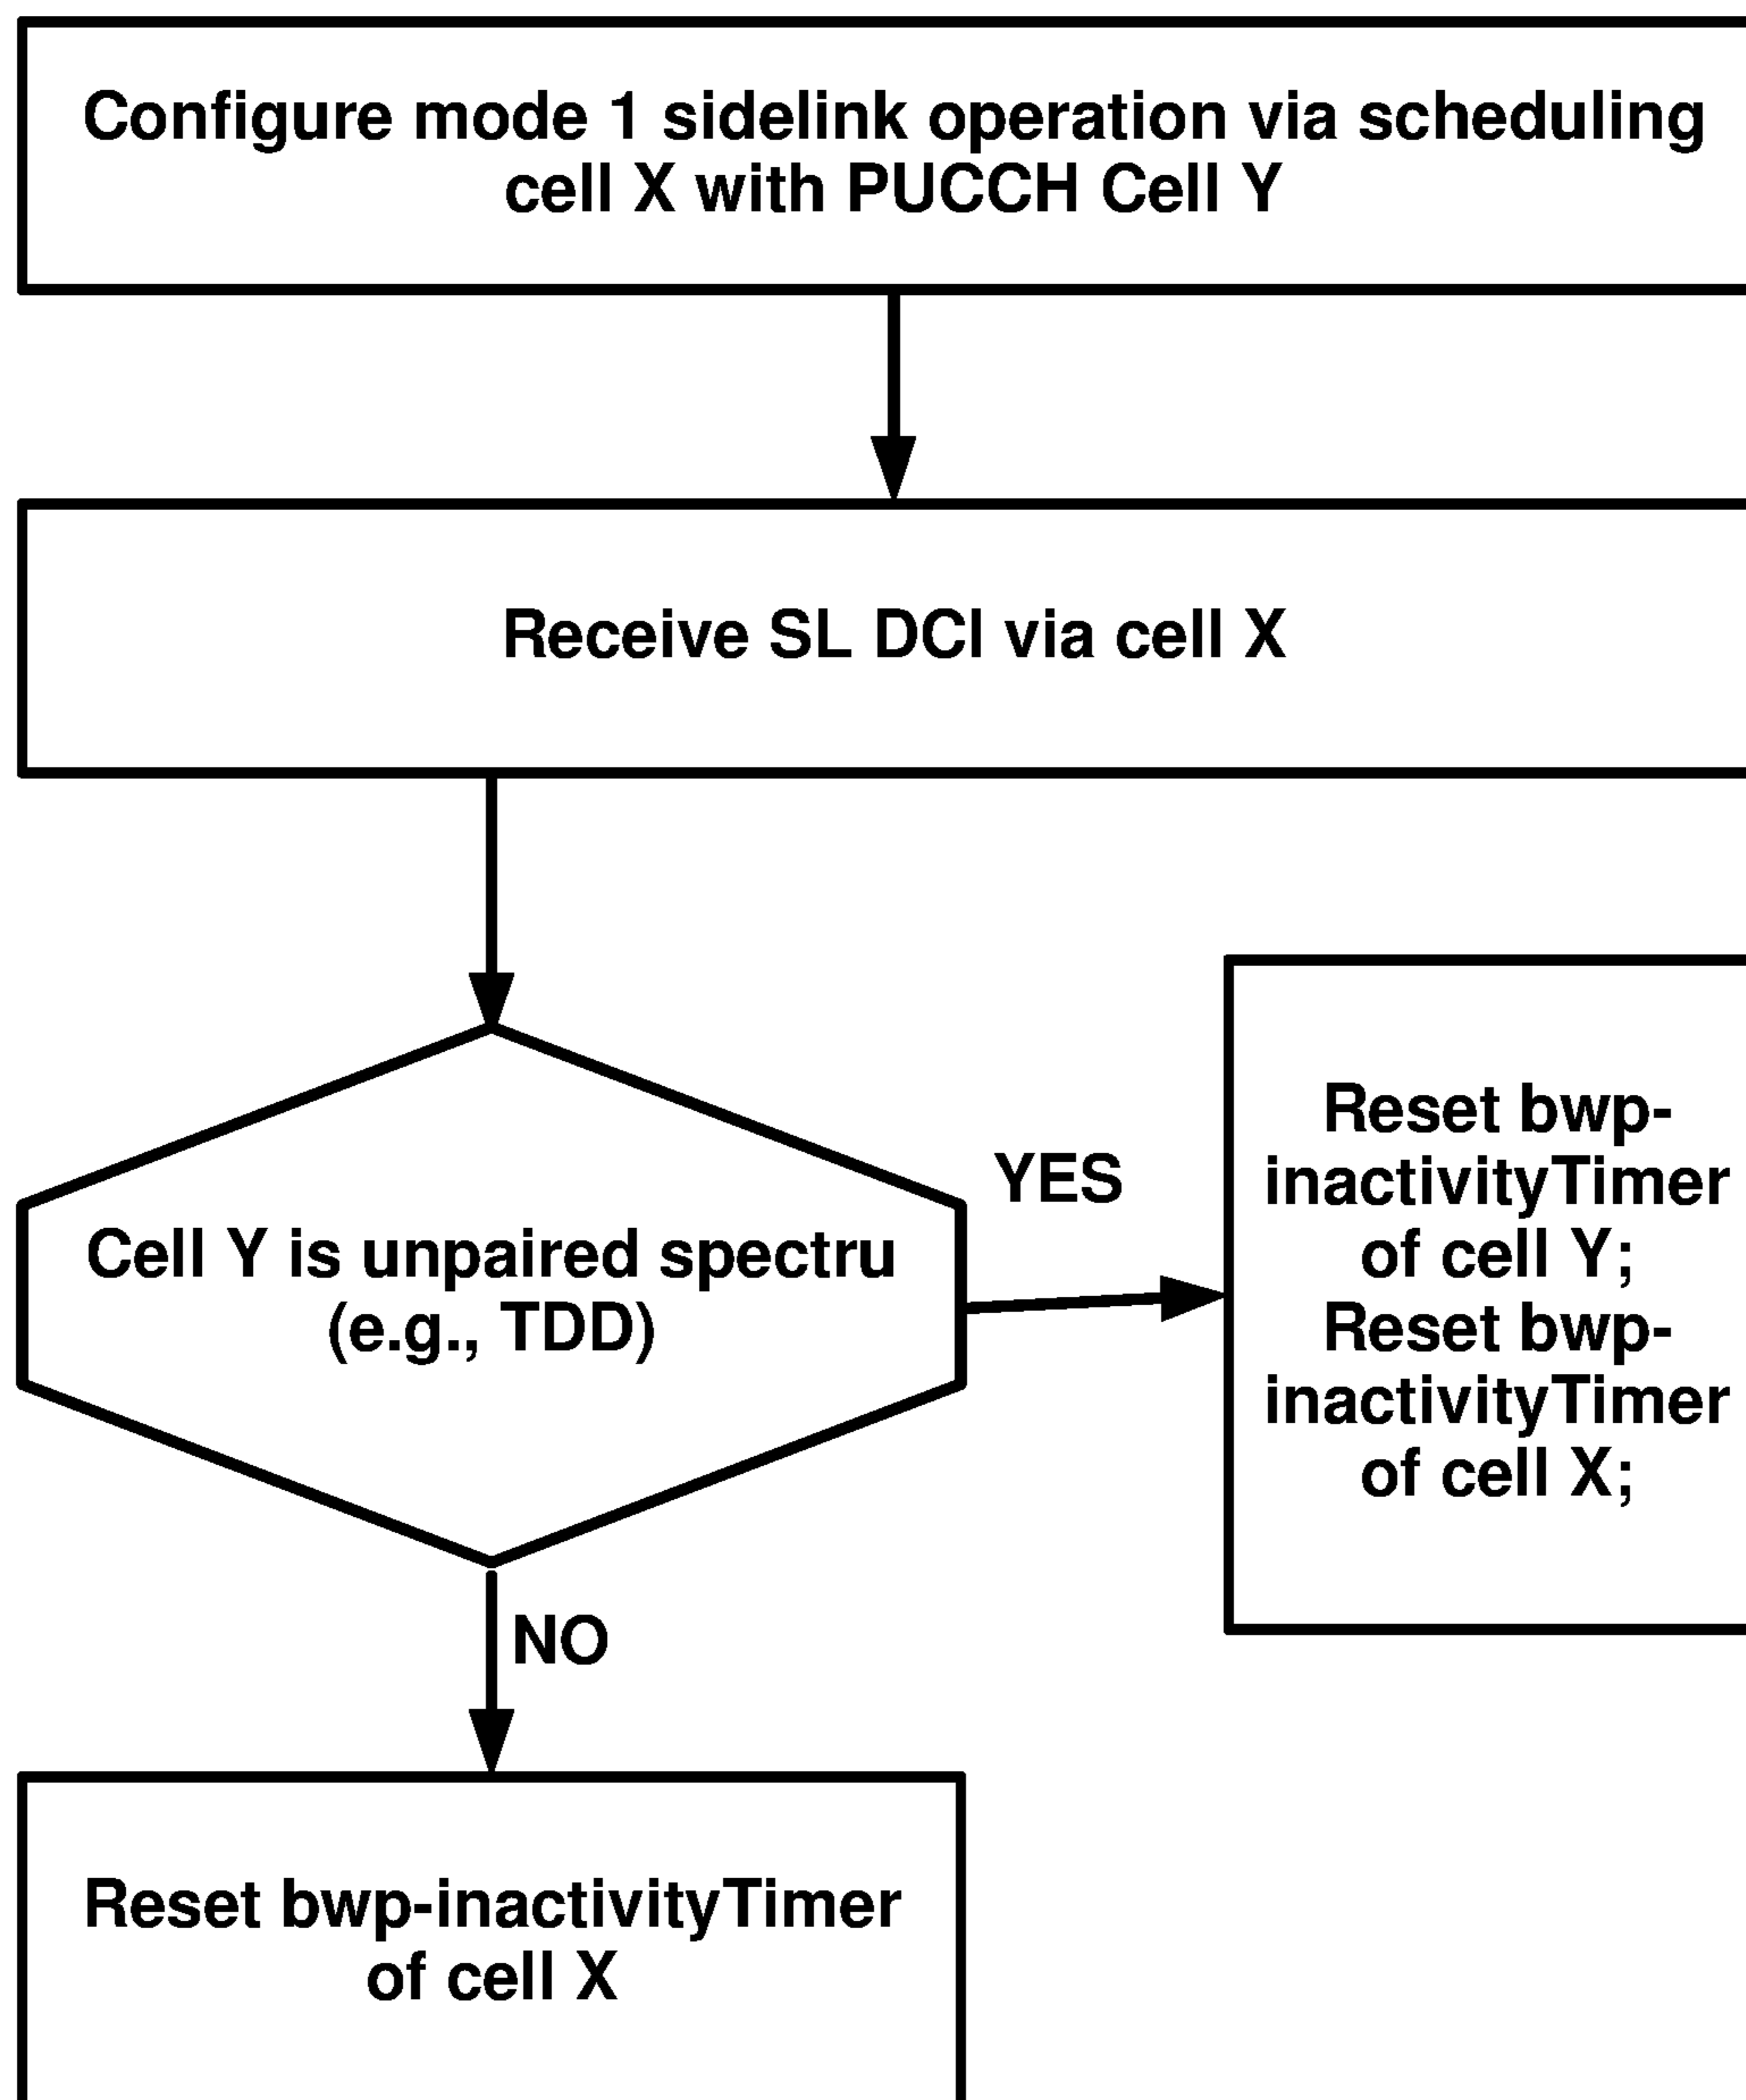 Configure mode 1 sidelink operation via scheduling
cell X with PUCCH Cell Y
Receive SL DCI via cell X
Cell Y is unpaired spectru
(e.g., TDD)
YES
Reset bwp-
inactivityTimer
of cell Y;
Reset bwp-
inactivityTimer
of cell X;
NO
Reset bwp-inactivityTimer
of cell X